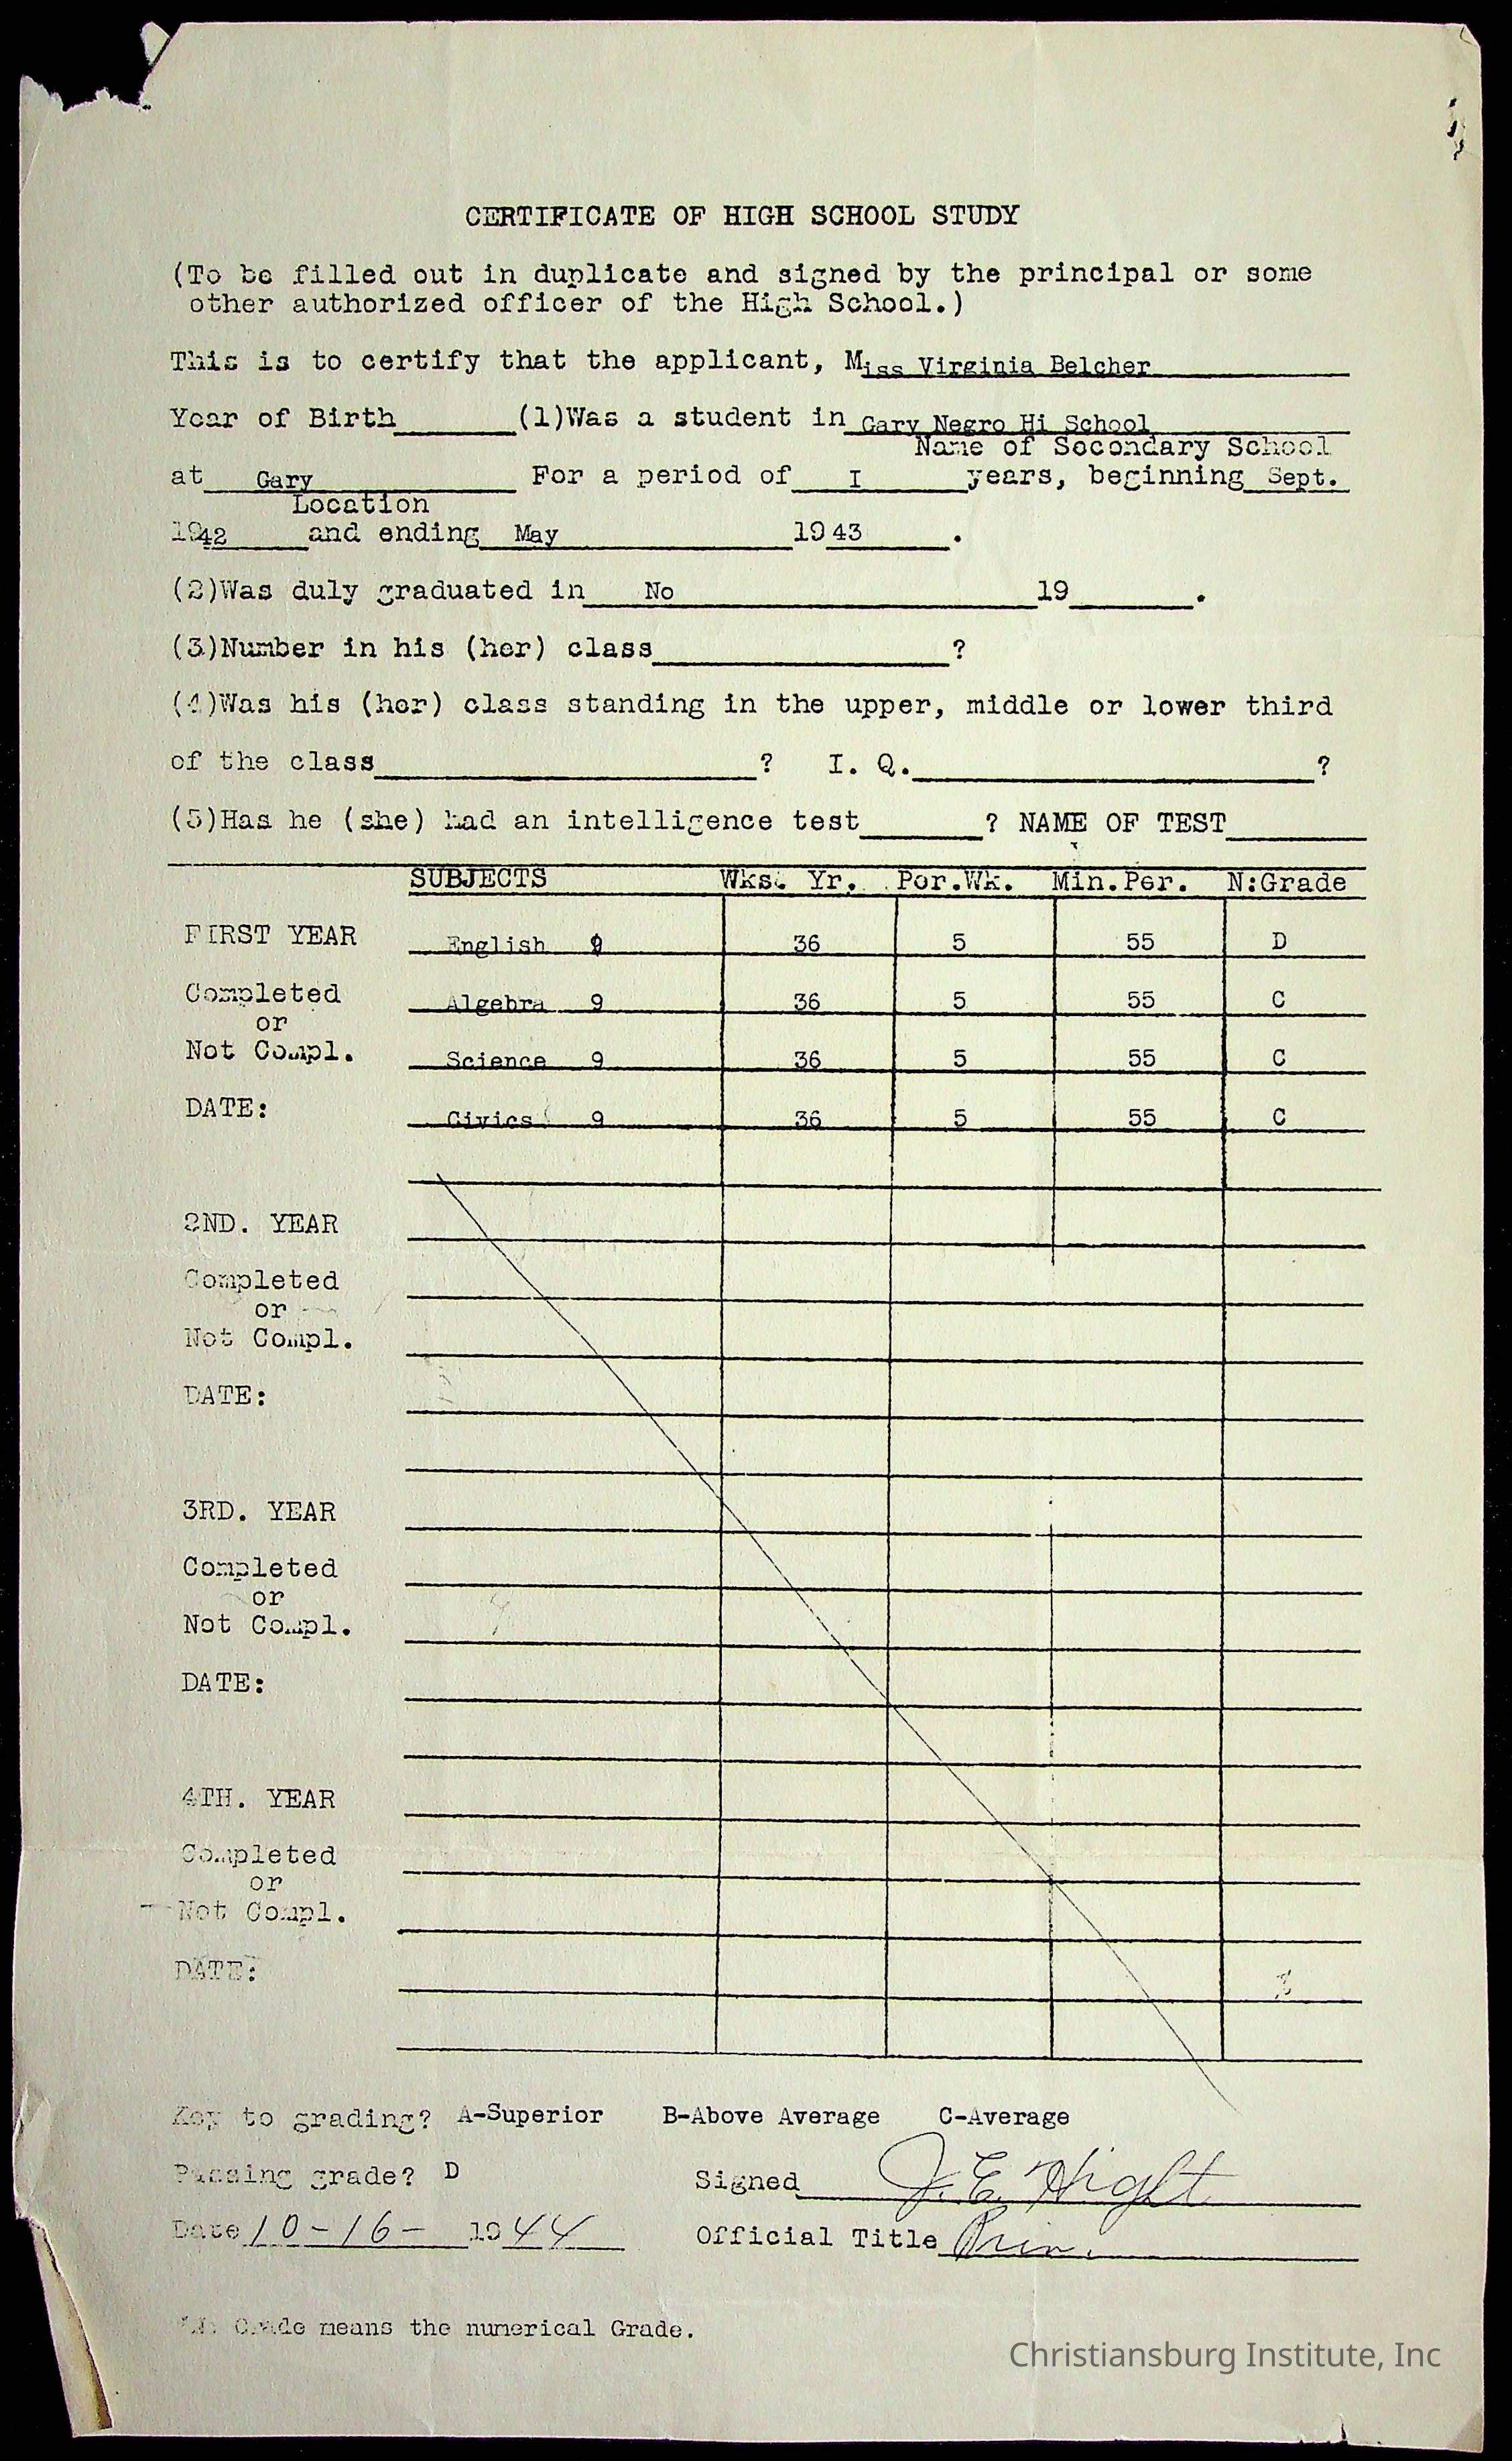 CERTIFICATE OF HIGH SCHOOL STUDY
(To be filled out in duplicate and signed by the principal or some
other authorized officer of the High School.)
This is to certify that the applicant, Miss Virginia Belcher
Year of Birth______(1)Was a student in Gary Negro Hi School
Name of Secondary School
at Gary For a period of I years, beginning Sept.
Location
1942 and ending May 1943.
(2)Was duly graduated in No 19______.
(3)Number in his (her) class______?
(4)Was his (her) class standing in the upper, middle or lower third
of the class______? I. Q.______?
(5)Has he (she) had an intelligence test______? NAME OF TEST______
SUBJECTS Wks. Yr. Per.Wk. Min.Per. N:Grade
FIRST YEAR English 9 36 5 55 D
Completed Algebra 9 36 5 55 C
or
Not Compl. Science 9 36 5 55 C
DATE: Civics 9 36 5 55 C
2ND. YEAR
Completed
or
Not Compl.
DATE:
3RD. YEAR
Completed
or
Not Compl.
DATE:
4TH. YEAR
Completed
or
Not Compl.
DATE:
Key to grading? A-Superior B-Above Average C-Average
Passing grade? D Signed J. E. Hight
Date 10-16- 1944 Official Title Prin.
Grade means the numerical Grade.
Christiansburg Institute, Inc